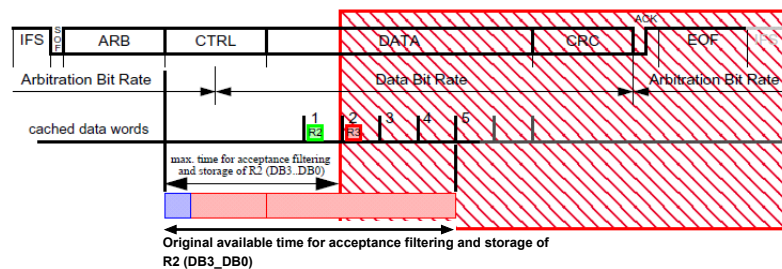 ACK
IFS SOF ARB CTRL DATA CRC EOF IFS
Arbitration Bit Rate Data Bit Rate Arbitration Bit Rate
1 2 3 4 5
cached data words R2 R3
max. time for acceptance filtering
and storage of R2 (DB3..DB0)
Original available time for acceptance filtering and storage of
R2 (DB3_DB0)